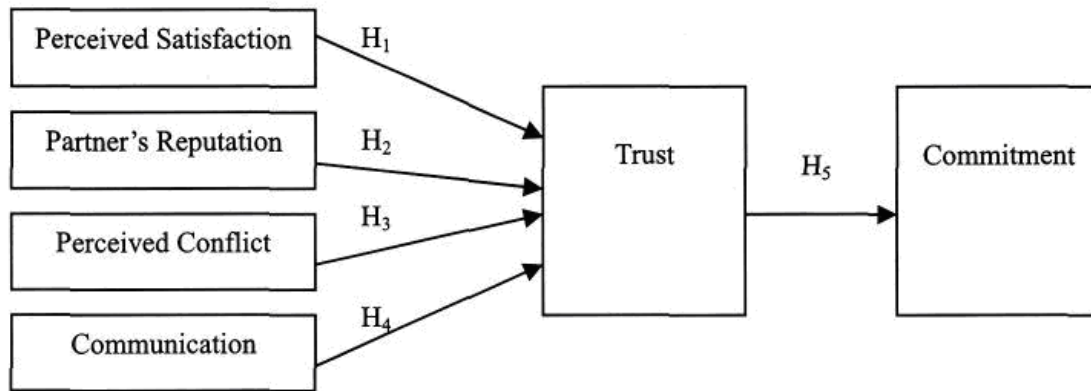 Perceived Satisfaction
H₁
Partner's Reputation
H₂
Perceived Conflict
H₃
Communication
H₄
Trust
H₅
Commitment